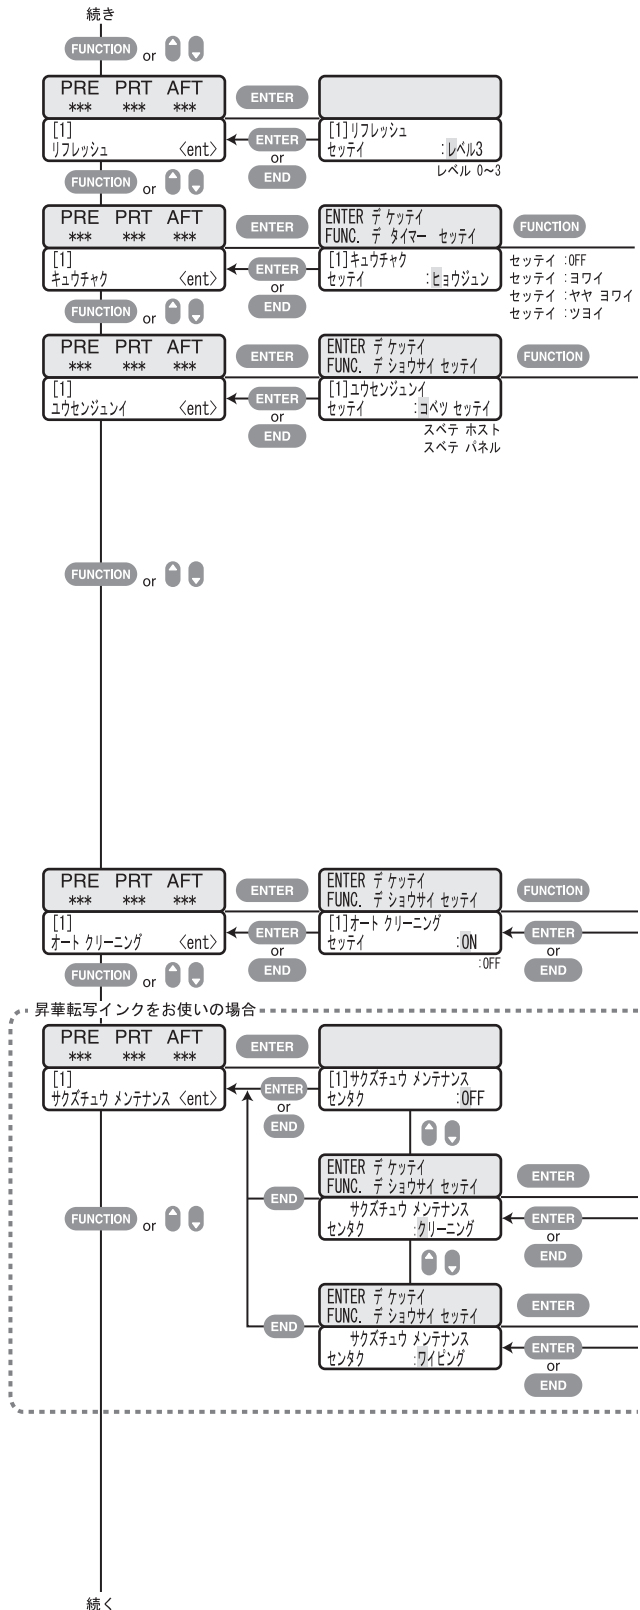 続き
FUNCTION or
PRE PRT AFT
*** *** ***
ENTER
[1]
リフレッシュ <ent>
ENTER
or
END
[1]リフレッシュ
セッテイ :レベル3
レベル 0~3
FUNCTION or
PRE PRT AFT
*** *** ***
ENTER
ENTER デ ケッテイ
FUNC. デ タイマー セッテイ
FUNCTION
[1]
キュウチャク <ent>
ENTER
or
END
[1]キュウチャク
セッテイ :ヒョウジュン
セッテイ :OFF
セッテイ :ヨワイ
セッテイ :ヤヤ ヨワイ
セッテイ :ツヨイ
FUNCTION or
PRE PRT AFT
*** *** ***
ENTER
ENTER デ ケッテイ
FUNC. デ ショウサイ セッテイ
FUNCTION
[1]
ユウセンジュンイ <ent>
ENTER
or
END
[1]ユウセンジュンイ
セッテイ :コベツ セッテイ
スベテ ホスト
スベテ パネル
FUNCTION or
PRE PRT AFT
*** *** ***
ENTER
ENTER デ ケッテイ
FUNC. デ ショウサイ セッテイ
FUNCTION
[1]
オート クリーニング <ent>
ENTER
or
END
[1]オート クリーニング
セッテイ :ON
:OFF
ENTER
or
END
FUNCTION or
昇華転写インクをお使いの場合
PRE PRT AFT
*** *** ***
ENTER
[1]
サクズチュウ メンテナンス <ent>
ENTER
or
END
[1]サクズチュウ メンテナンス
センタク :OFF
ENTER デ ケッテイ
FUNC. デ ショウサイ セッテイ
ENTER
END
サクズチュウ メンテナンス
センタク :クリーニング
ENTER
or
END
FUNCTION or
ENTER デ ケッテイ
FUNC. デ ショウサイ セッテイ
ENTER
END
サクズチュウ メンテナンス
センタク :ワイピング
ENTER
or
END
続く